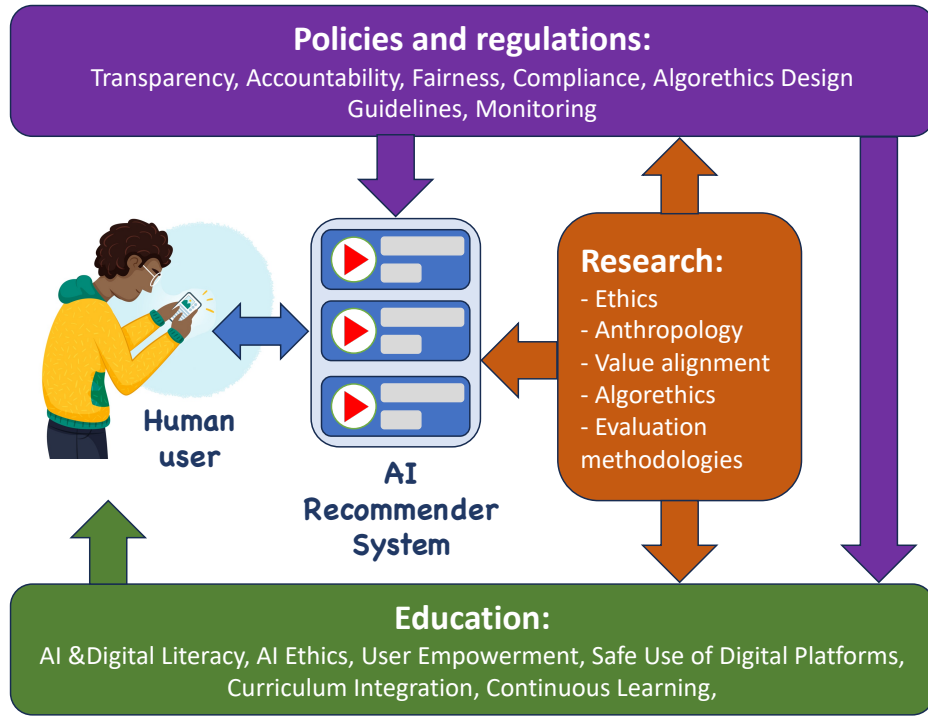 Policies and regulations:
Transparency, Accountability, Fairness, Compliance, Algorethics Design
Guidelines, Monitoring
Research:
- Ethics
- Anthropology
- Value alignment
- Algorethics
- Evaluation
methodologies
Human
user
AI
Recommender
System
Education:
AI &Digital Literacy, AI Ethics, User Empowerment, Safe Use of Digital Platforms,
Curriculum Integration, Continuous Learning,